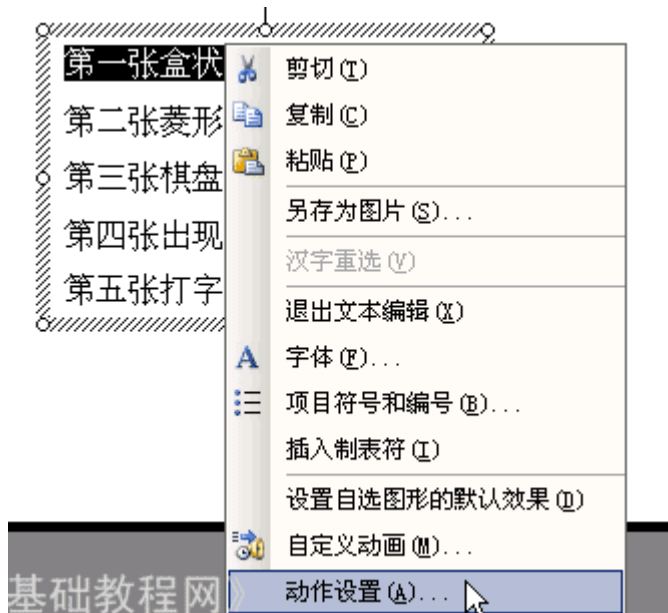 第一张盒状
第二张菱形
第三张棋盘
第四张出现
第五张打字
剪切(T)
复制(C)
粘贴(P)
另存为图片(S)...
汉字重选(V)
退出文本编辑(X)
字体(F)...
项目符号和编号(B)...
插入制表符(I)
设置自选图形的默认效果(D)
自定义动画(M)...
动作设置(A)...
基础教程网》